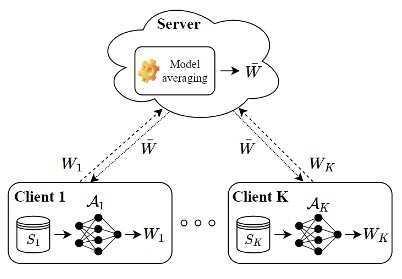 Server
Model
averaging
W̄
W₁
W̄
W̄
W_K
Client 1
𝒜₁
S₁
W₁
Client K
𝒜_K
S_K
W_K